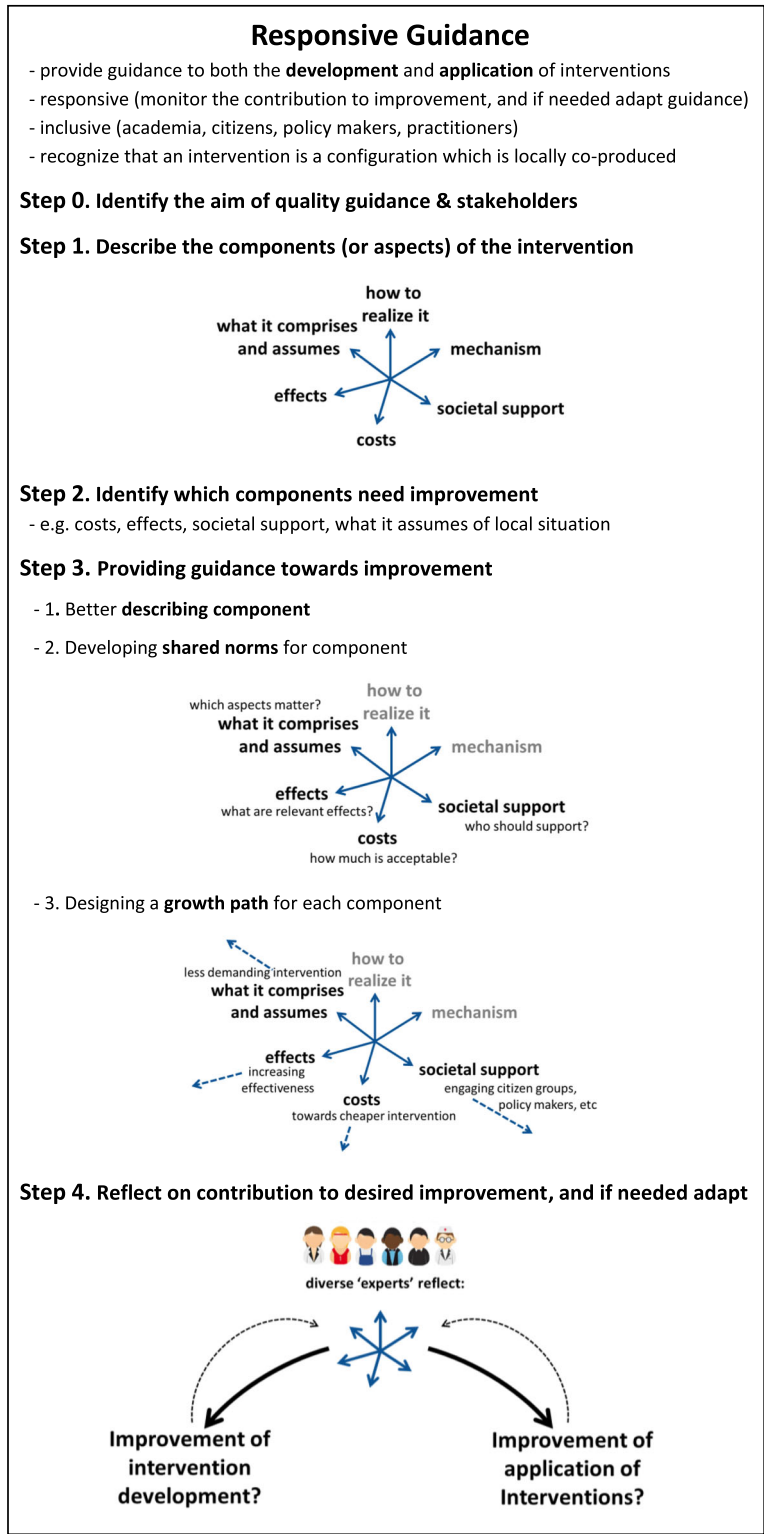 Responsive Guidance
- provide guidance to both the development and application of interventions
- responsive (monitor the contribution to improvement, and if needed adapt guidance)
- inclusive (academia, citizens, policy makers, practitioners)
- recognize that an intervention is a configuration which is locally co-produced
Step 0. Identify the aim of quality guidance & stakeholders
Step 1. Describe the components (or aspects) of the intervention
how to
realize it
what it comprises
and assumes
mechanism
effects
societal support
costs
Step 2. Identify which components need improvement
- e.g. costs, effects, societal support, what it assumes of local situation
Step 3. Providing guidance towards improvement
- 1. Better describing component
- 2. Developing shared norms for component
how to
realize it
which aspects matter?
what it comprises
and assumes
mechanism
effects
what are relevant effects?
societal support
who should support?
costs
how much is acceptable?
- 3. Designing a growth path for each component
how to
realize it
less demanding intervention
what it comprises
and assumes
mechanism
effects
increasing
effectiveness
societal support
engaging citizen groups,
policy makers, etc
costs
towards cheaper intervention
Step 4. Reflect on contribution to desired improvement, and if needed adapt
diverse ‘experts’ reflect:
Improvement of
intervention
development?
Improvement of
application of
Interventions?